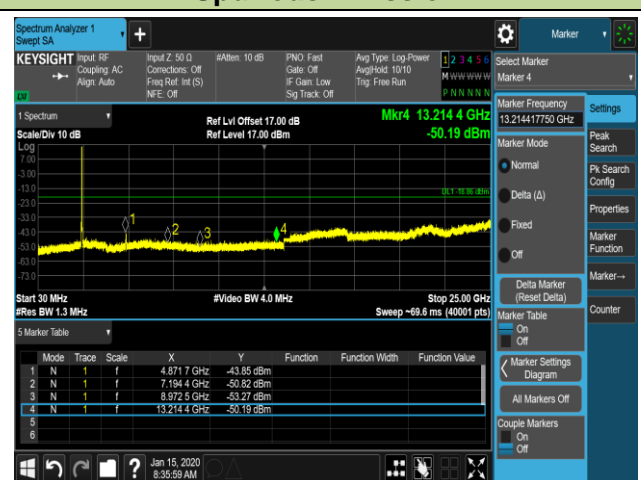 Spectrum Analyzer 1
Swept SA
Marker
KEYSIGHT
Input: RF
Coupling: AC
Align: Auto
Input Z: 50 Ω
Corrections: Off
Freq Ref: Int (S)
NFE: Off
#Atten: 10 dB
PNO: Fast
Gate: Off
IF Gain: Low
Sig Track: Off
Avg Type: Log-Power
Avg|Hold: 10/10
Trig: Free Run
1 2 3 4 5 6
M W W W W W
P N N N N N
Select Marker
Marker 4
1 Spectrum
Scale/Div 10 dB
Ref Lvl Offset 17.00 dB
Ref Level 17.00 dBm
Mkr4 13.214 4 GHz
-50.19 dBm
Log
7.00
-3.00
-13.0
-23.0
-33.0
-43.0
-53.0
-63.0
-73.0
1
2
3
4
Start 30 MHz
#Res BW 1.3 MHz
#Video BW 4.0 MHz
Stop 25.00 GHz
Sweep ~69.6 ms (40001 pts)
Marker Frequency
13.214417750 GHz
Marker Mode
Normal
Delta (Δ)
Fixed
Off
Delta Marker
(Reset Delta)
Marker Table
On
Off
Marker Settings
Diagram
All Markers Off
Couple Markers
On
Off
Settings
Peak
Search
Pk Search
Config
Properties
Marker
Function
Marker→
Counter
5 Marker Table
Mode Trace Scale X Y Function Function Width Function Value
1 N 1 f 4.871 7 GHz -43.85 dBm
2 N 1 f 7.194 4 GHz -50.82 dBm
3 N 1 f 8.972 5 GHz -53.27 dBm
4 N 1 f 13.214 4 GHz -50.19 dBm
5
6
?
Jan 15, 2020
8:35:59 AM